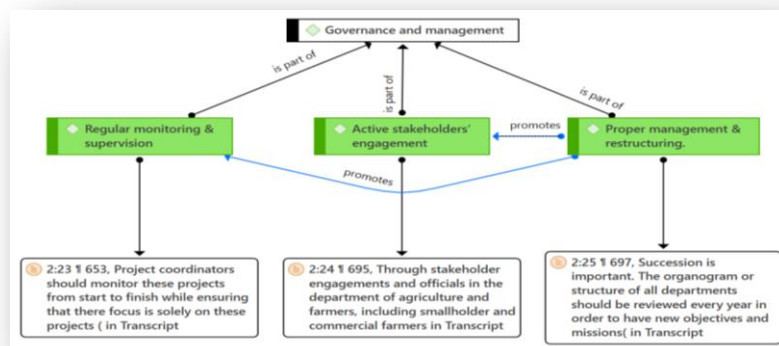 Governance and management
is part of
is part of
is part of
Regular monitoring &
supervision
Active stakeholders'
engagement
promotes
Proper management &
restructuring.
promotes
2:23 ¶ 653, Project coordinators
should monitor these projects
from start to finish while ensuring
that there focus is solely on these
projects ( in Transcript
2:24 ¶ 695, Through stakeholder
engagements and officials in the
department of agriculture and
farmers, including smallholder and
commercial farmers in Transcript
2:25 ¶ 697, Succession is
important. The organogram or
structure of all departments
should be reviewed every year in
order to have new objectives and
missions( in Transcript